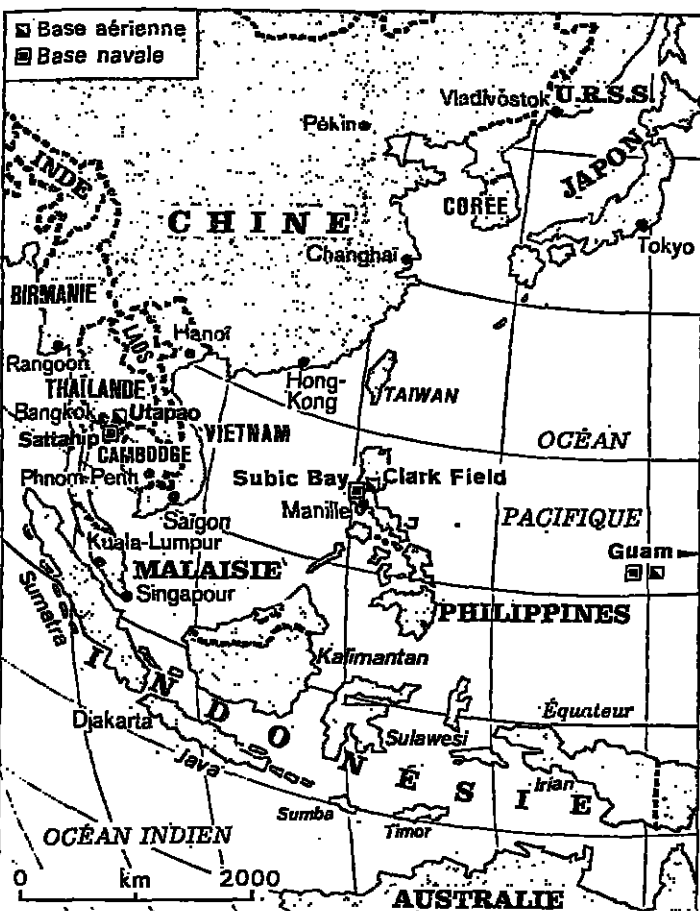 Base aérienne
Base navale
Vladivostok
U.R.S.S.
Pékin
INDE
JAPON
CORÉE
CHINE
Tokyo
Changhaï
BIRMANIE
LAOS
Hanoï
Rangoon
Hong-
Kong
TAIWAN
THAÏLANDE
Bangkok
Utapao
VIETNAM
OCÉAN
Sattahip
CAMBODGE
Phnom-Penh
Subic Bay
Clark Field
Saïgon
Manille
PACIFIQUE
Kuala-Lumpur
Guam
MALAISIE
Singapour
Sumatra
PHILIPPINES
Kalimantan
INDONÉSIE
Djakarta
Équateur
Sulawesi
Java
Irian
Sumba
Timor
OCÉAN INDIEN
0 km 2000
AUSTRALIE